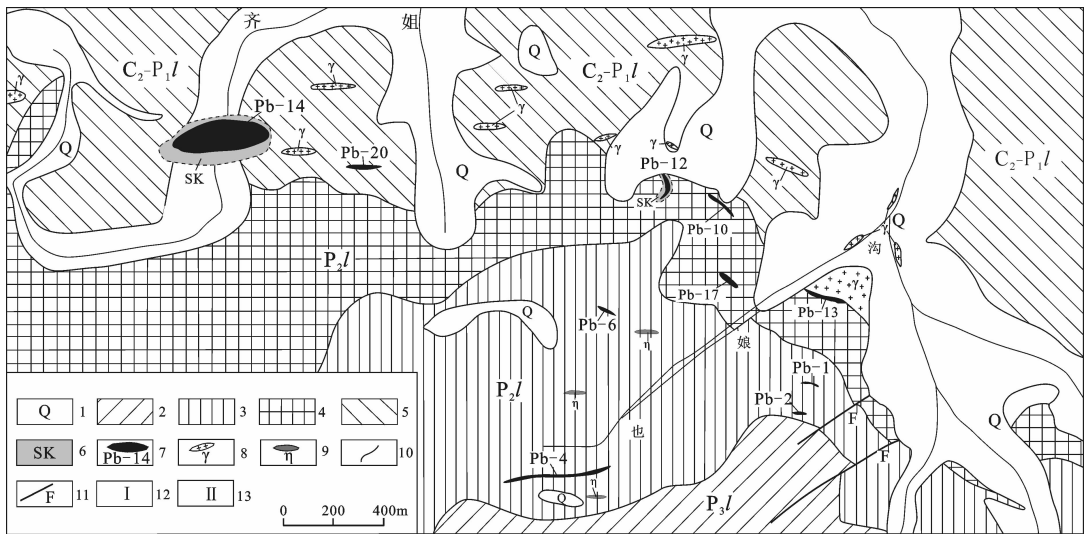 齐 姐
Q
C₂-P₁l
γ
C₂-P₁l
γ
Pb-14
γ
γ
Pb-20
SK
Q
Q
γ
γ
Pb-12
SK
Q
γ
C₂-P₁l
Pb-10
Q
γ
沟
P₂l
Pb-17
γ
Pb-13
Q
Pb-6
η
娘
P₂l
η
Pb-1
Pb-2
F
F
Q
也
Pb-4
η
Q
P₃l
Q 1
2
3
4
5
SK 6
Pb-14 7
γ 8
η 9
10
F 11
I 12
II 13
0 200 400m